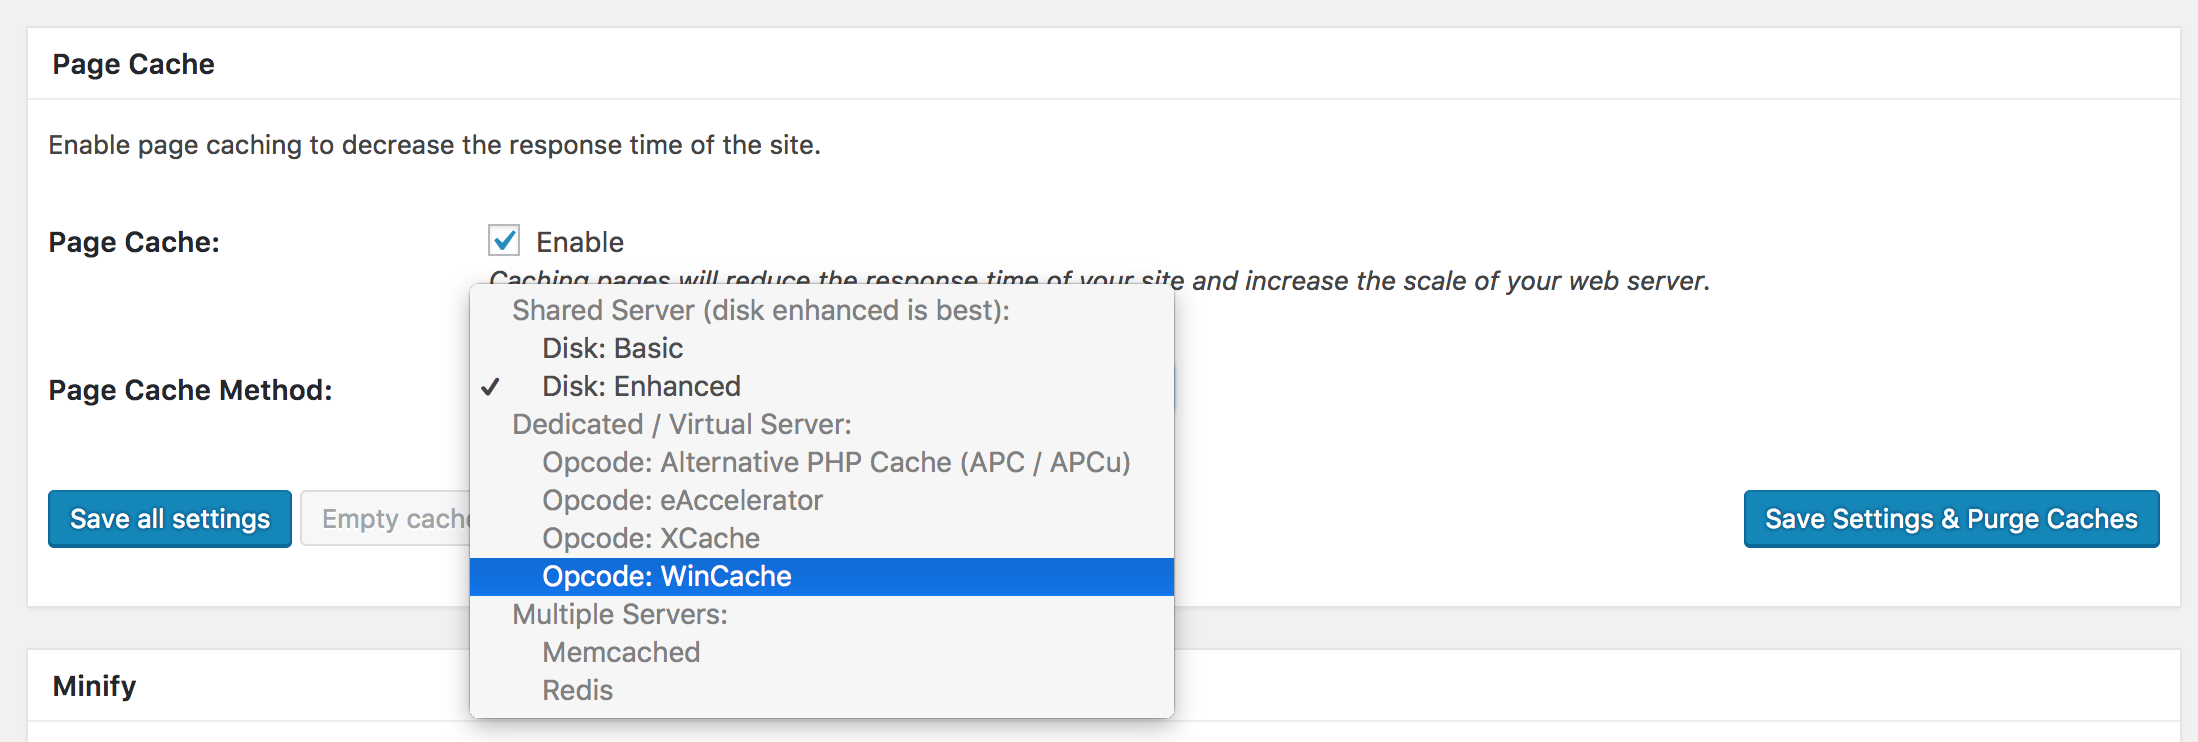 Page Cache
Enable page caching to decrease the response time of the site.
Page Cache:
Enable
Caching pages will reduce the response time of your site and increase the scale of your web server.
Shared Server (disk enhanced is best):
Disk: Basic
Page Cache Method:
Disk: Enhanced
Dedicated / Virtual Server:
Opcode: Alternative PHP Cache (APC / APCu)
Opcode: eAccelerator
Save all settings
Empty cache
Save Settings & Purge Caches
Opcode: XCache
Opcode: WinCache
Multiple Servers:
Memcached
Redis
Minify